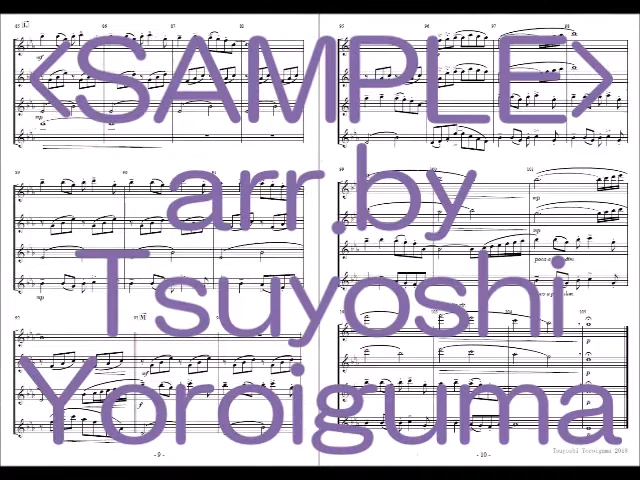 <SAMPLE>
arr.by
Tsuyoshi
Yoroiguma
- 9 -
- 10 -
Tsuyoshi Yoroiguma 2018